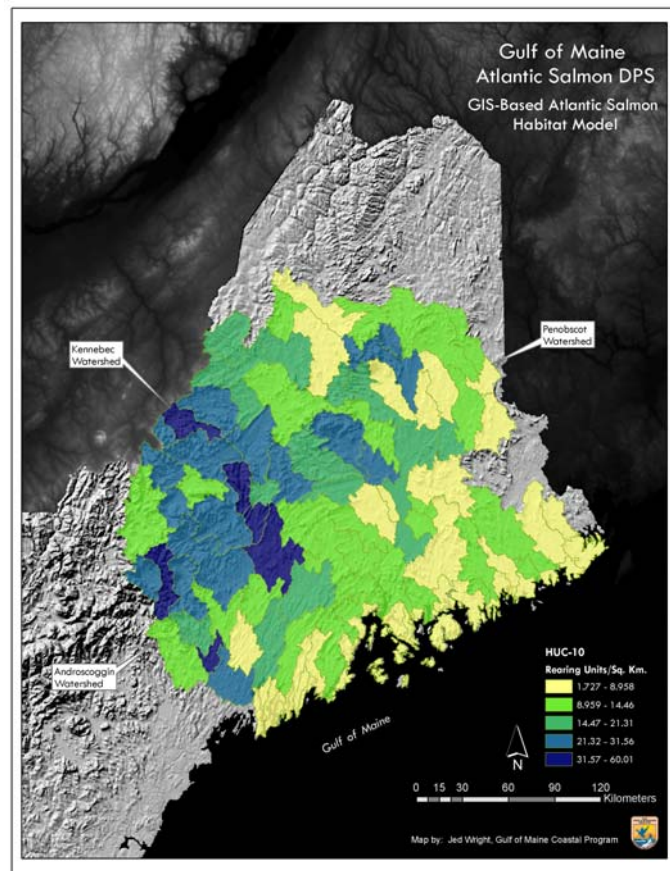 Gulf of Maine
Atlantic Salmon DPS
GIS-Based Atlantic Salmon
Habitat Model
Penobscot
Watershed
Kennebec
Watershed
Androscoggin
Watershed
Gulf of Maine
HUC-10
Rearing Units/Sq. Km.
1.727 - 8.958
8.959 - 14.46
14.47 - 21.31
21.32 - 31.56
31.57 - 60.01
N
0 15 30 60 90 120
Kilometers
Map by: Jed Wright, Gulf of Maine Coastal Program